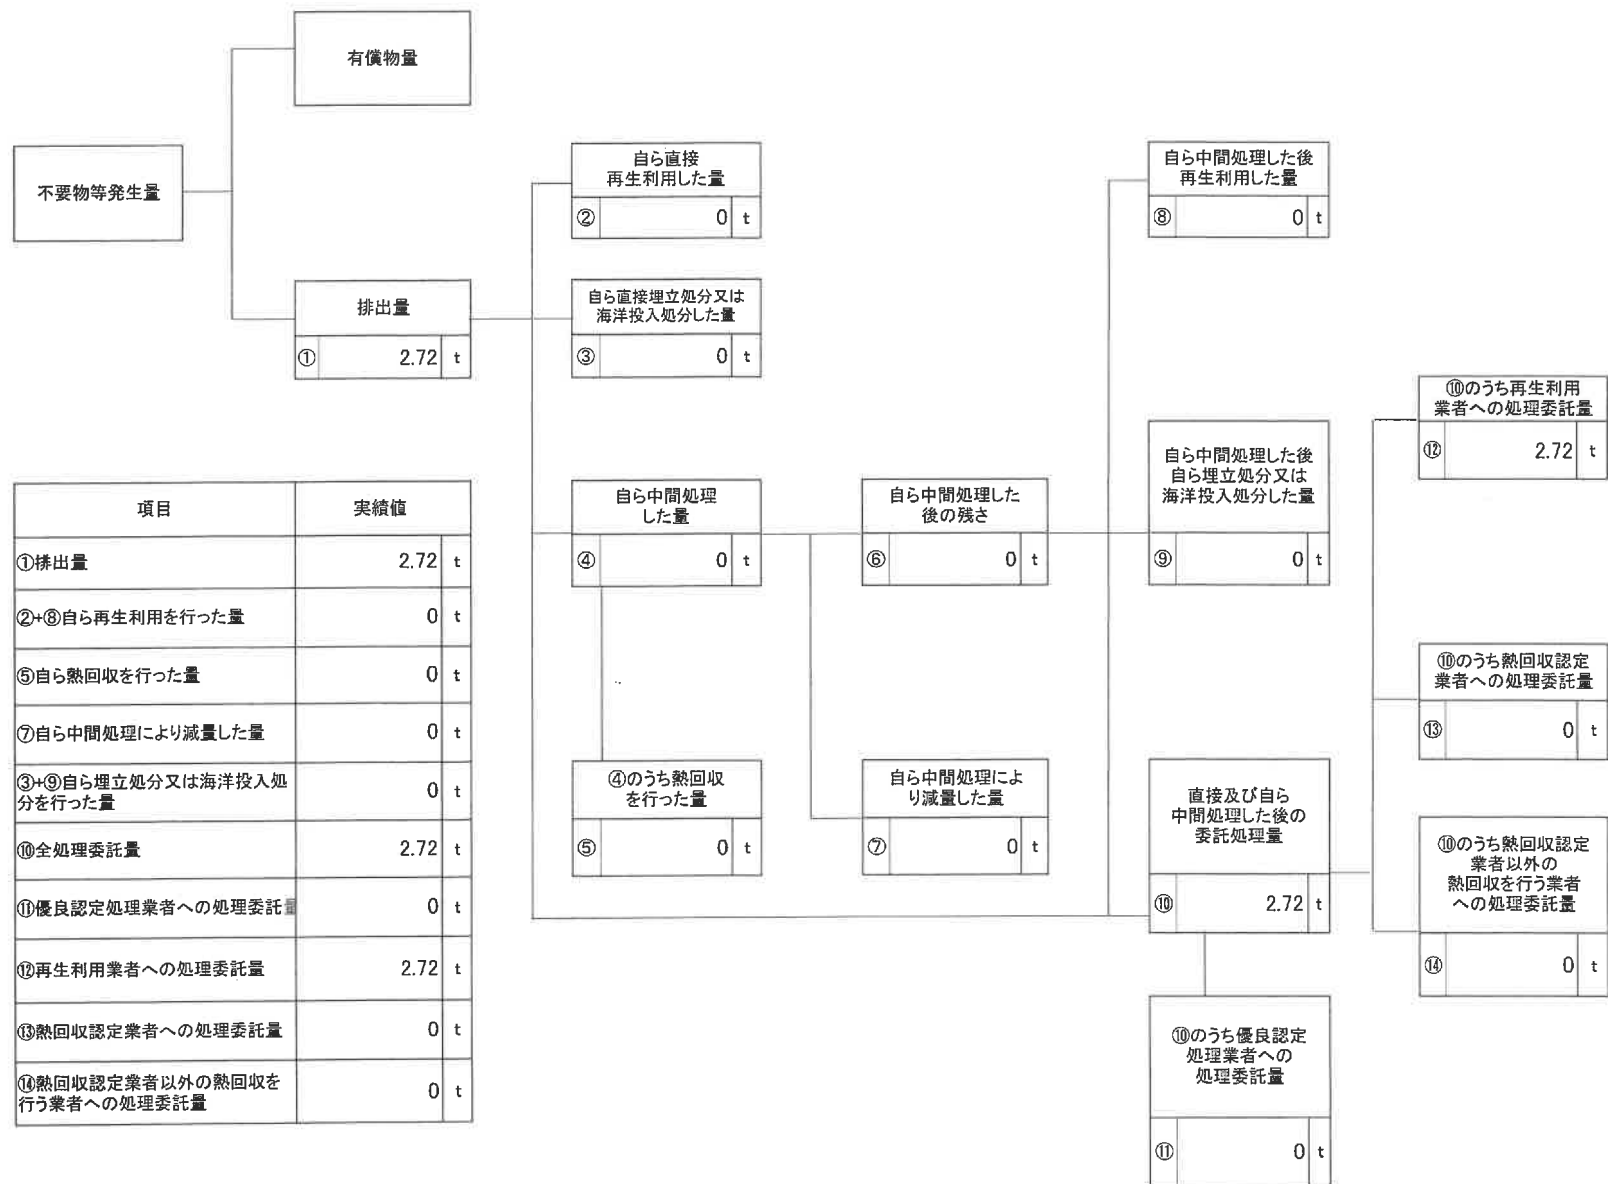 有償物量
不要物等発生量
排出量
① 2.72 t
自ら直接
再生利用した量
② 0 t
自ら直接埋立処分又は
海洋投入処分した量
③ 0 t
自ら中間処理
した量
④ 0 t
④のうち熱回収
を行った量
⑤ 0 t
自ら中間処理した
後の残さ
⑥ 0 t
自ら中間処理によ
り減量した量
⑦ 0 t
自ら中間処理した後
再生利用した量
⑧ 0 t
自ら中間処理した後
自ら埋立処分又は
海洋投入処分した量
⑨ 0 t
直接及び自ら
中間処理した後の
委託処理量
⑩ 2.72 t
⑩のうち優良認定
処理業者への
処理委託量
⑪ 0 t
⑩のうち再生利用
業者への処理委託量
⑫ 2.72 t
⑩のうち熱回収認定
業者への処理委託量
⑬ 0 t
⑩のうち熱回収認定
業者以外の
熱回収を行う業者
への処理委託量
⑭ 0 t
項目 実績値
①排出量 2.72 t
②+⑧自ら再生利用を行った量 0 t
⑤自ら熱回収を行った量 0 t
⑦自ら中間処理により減量した量 0 t
③+⑨自ら埋立処分又は海洋投入処
分を行った量 0 t
⑩全処理委託量 2.72 t
⑪優良認定処理業者への処理委託量 0 t
⑫再生利用業者への処理委託量 2.72 t
⑬熱回収認定業者への処理委託量 0 t
⑭熱回収認定業者以外の熱回収を
行う業者への処理委託量 0 t